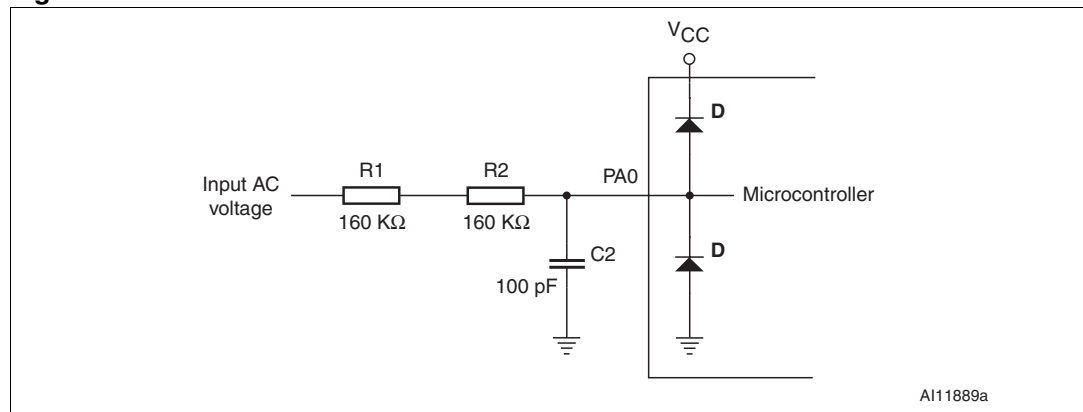 VCC
D
R1
R2
PA0
Input AC
voltage
Microcontroller
160 KΩ
160 KΩ
C2
D
100 pF
AI11889a